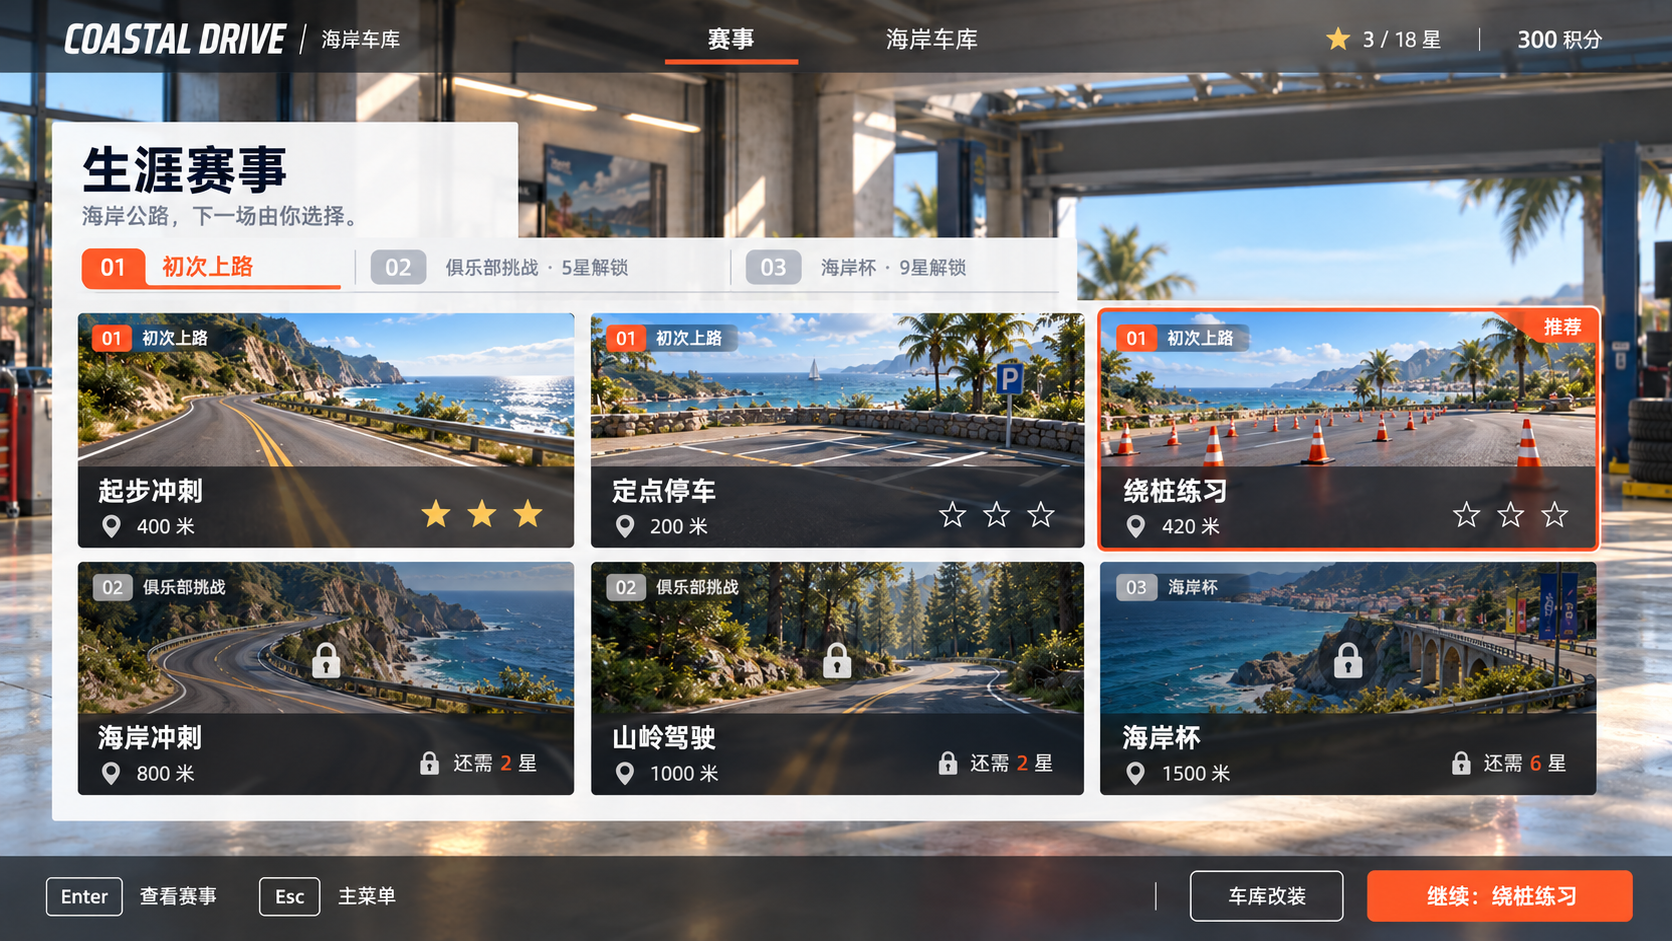 COASTAL DRIVE / 海岸车库
赛事
海岸车库
3 / 18 星
300 积分
生涯赛事
海岸公路，下一场由你选择。
01 初次上路
02 俱乐部挑战 · 5星解锁
03 海岸杯 · 9星解锁
01 初次上路
起步冲刺
400 米
01 初次上路
P
定点停车
200 米
01 初次上路
推荐
绕桩练习
420 米
02 俱乐部挑战
海岸冲刺
800 米
还需 2 星
02 俱乐部挑战
山岭驾驶
1000 米
还需 2 星
03 海岸杯
海岸杯
1500 米
还需 6 星
Enter 查看赛事
Esc 主菜单
车库改装
继续：绕桩练习